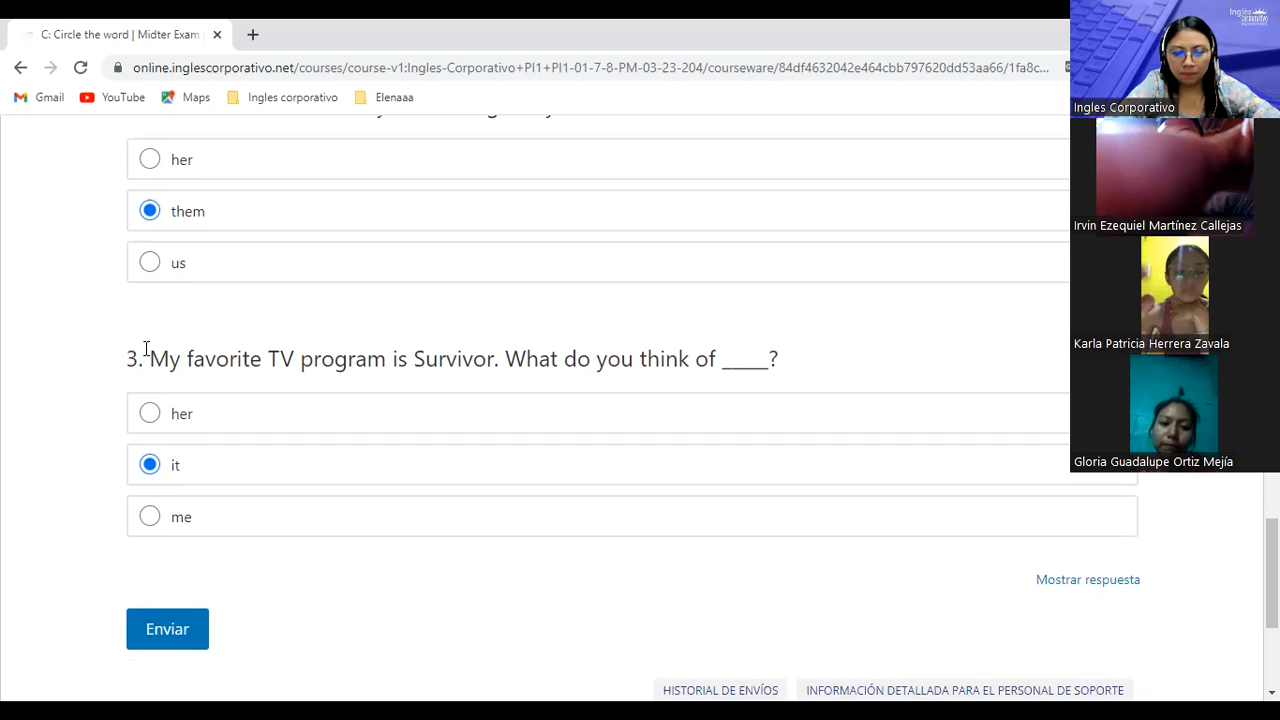 C: Circle the word | Midter Exam
online.inglescorporativo.net/courses/course-v1:Ingles-Corporativo+PI1+PI1-01-7-8-PM-03-23-204/courseware/84df4632042e464cbb797620dd53aa66/1fa8c...
Gmail
YouTube
Maps
Ingles corporativo
Elenaaa
her
them
us
3. My favorite TV program is Survivor. What do you think of _____?
her
it
me
Mostrar respuesta
Enviar
HISTORIAL DE ENVÍOS
INFORMACIÓN DETALLADA PARA EL PERSONAL DE SOPORTE
Ingles Corporativo
Irvin Ezequiel Martínez Callejas
Karla Patricia Herrera Zavala
Gloria Guadalupe Ortiz Mejía